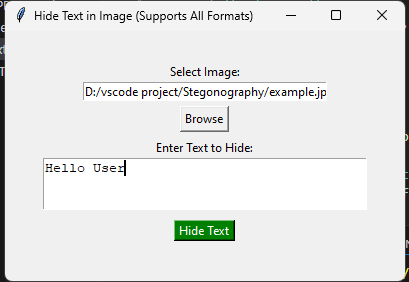 Hide Text in Image (Supports All Formats)
Select Image:
D:/vscode project/Stegonography/example.jp
Browse
Enter Text to Hide:
Hello User
Hide Text